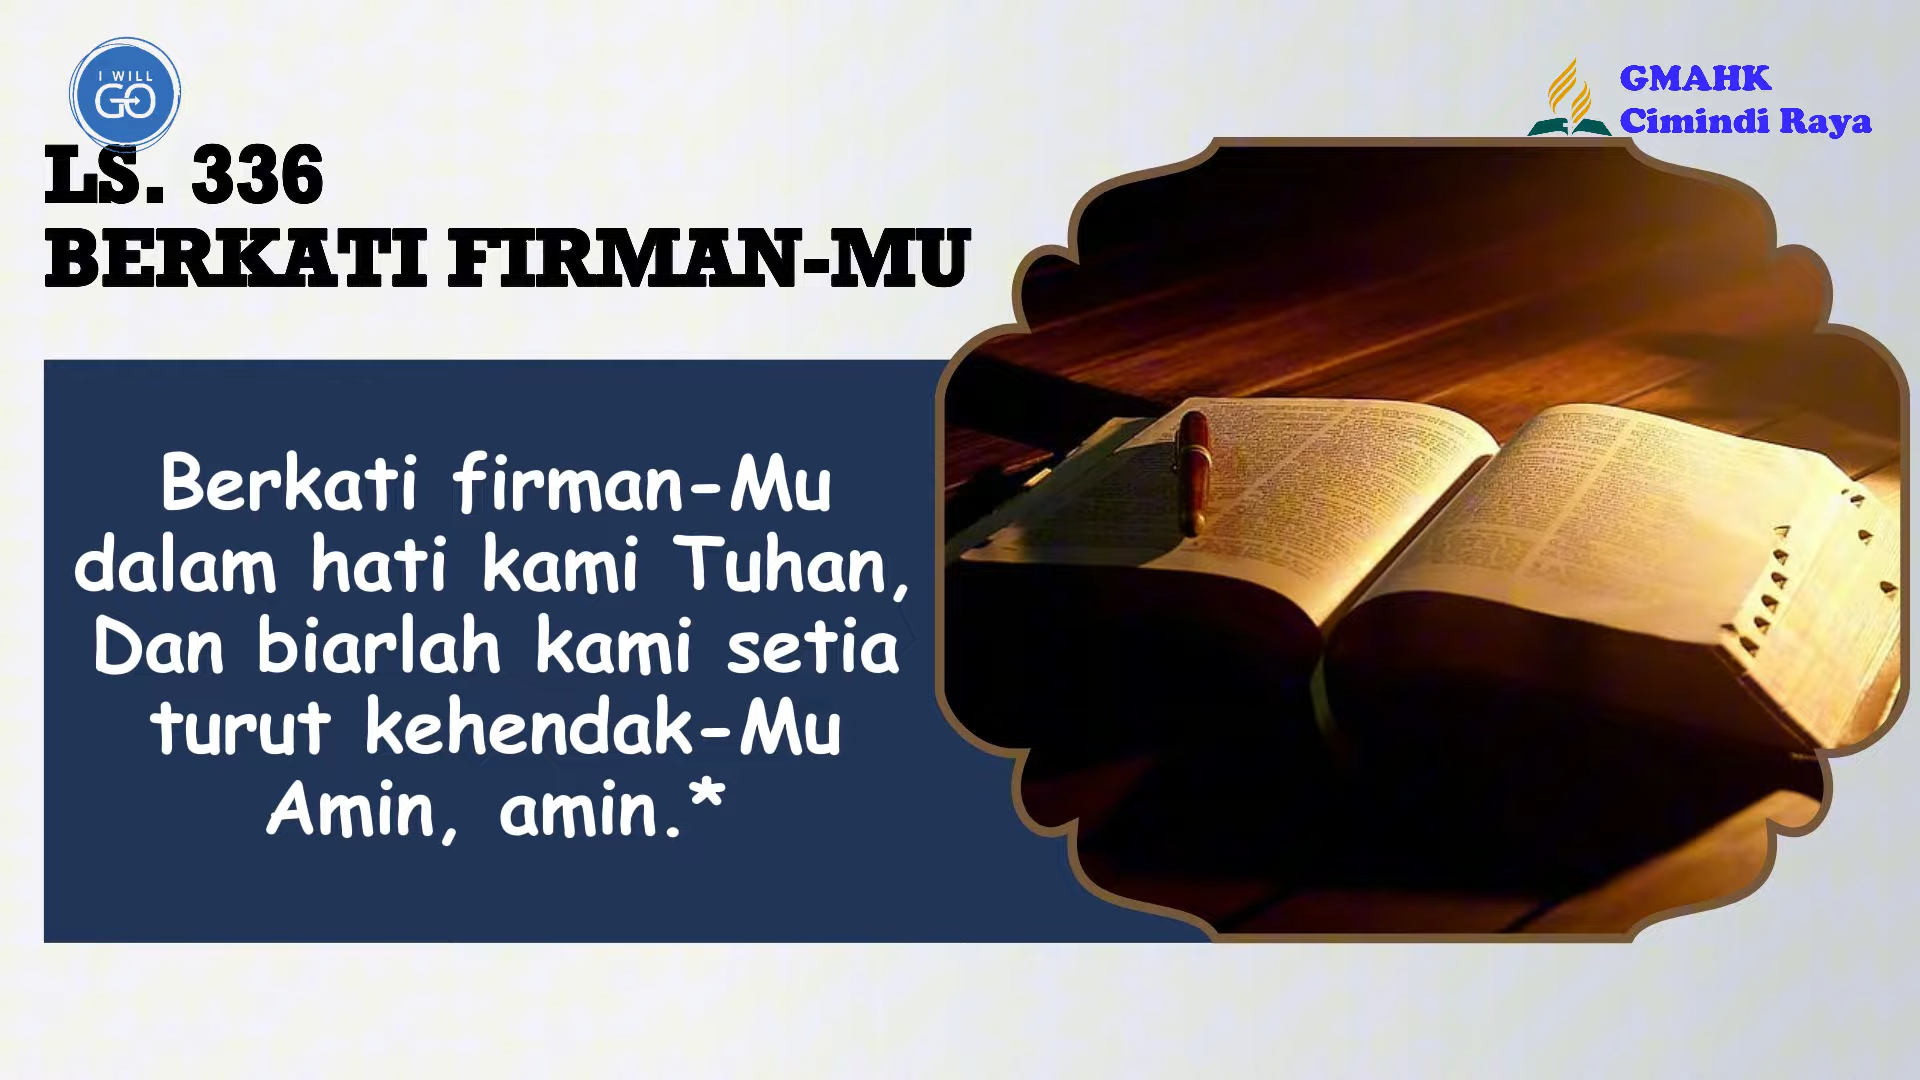 I WILL
GO
GMAHK
Cimindi Raya
LS. 336
BERKATI FIRMAN-MU
Berkati firman-Mu
dalam hati kami Tuhan,
Dan biarlah kami setia
turut kehendak-Mu
Amin, amin.*